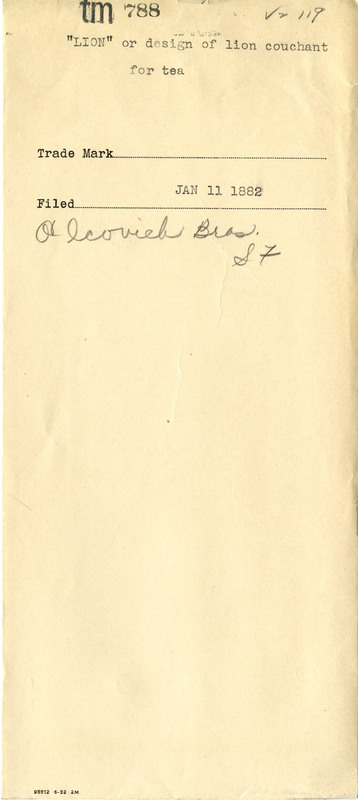 tm 788 119
"LION" or design of lion couchant
for tea
Trade Mark
JAN 11 1882
Filed
Olcovich Bros.
S F